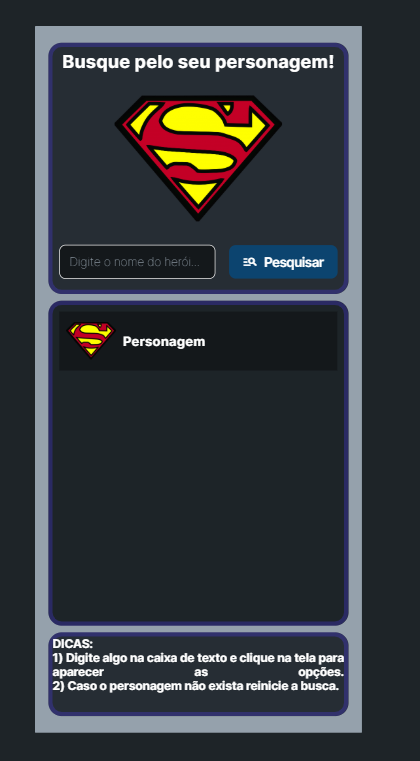 Busque pelo seu personagem!
Digite o nome do herói...
Pesquisar
Personagem
DICAS:
1) Digite algo na caixa de texto e clique na tela para
aparecer as opções.
2) Caso o personagem não exista reinicie a busca.